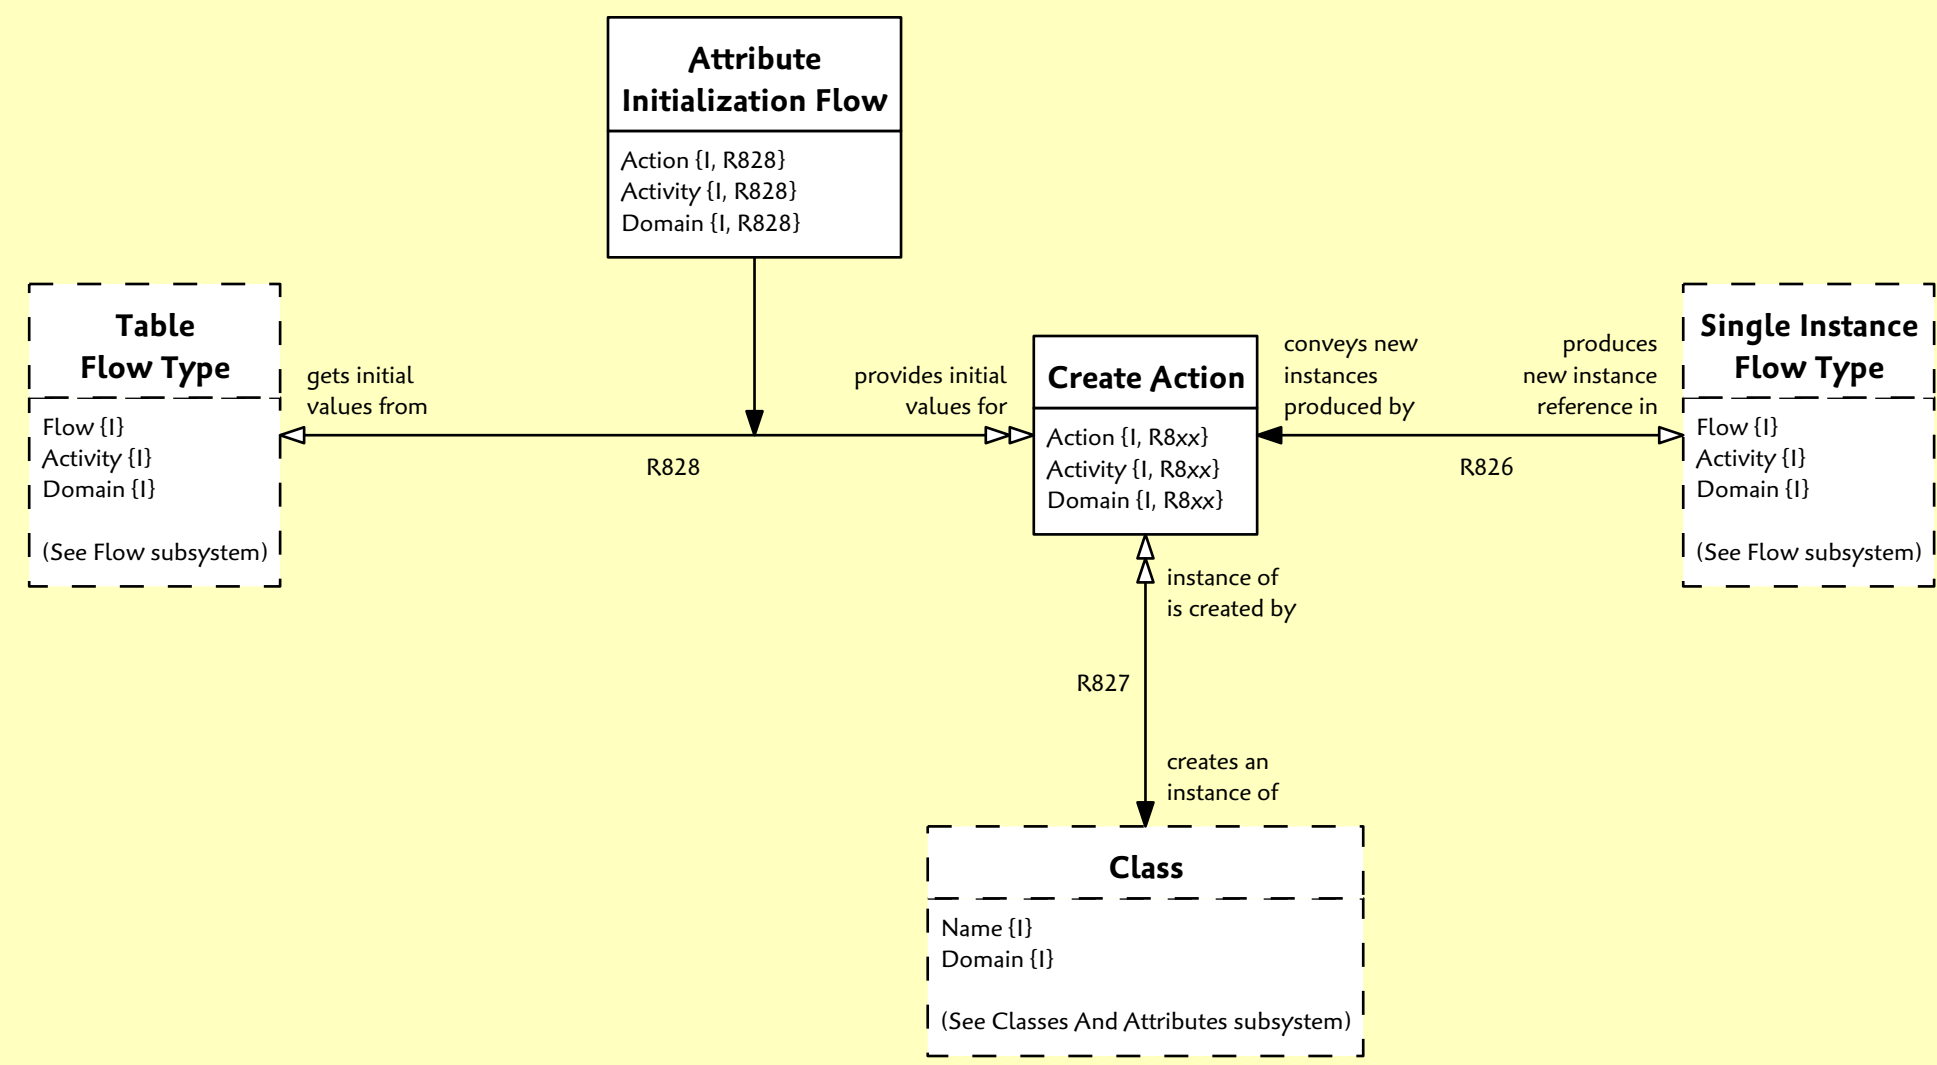 Attribute
Initialization Flow
Action {I, R828}
Activity {I, R828}
Domain {I, R828}
Table
Flow Type
Flow {I}
Activity {I}
Domain {I}
(See Flow subsystem)
gets initial
values from
R828
provides initial
values for
Create Action
Action {I, R8xx}
Activity {I, R8xx}
Domain {I, R8xx}
conveys new
instances
produced by
R826
produces
new instance
reference in
Single Instance
Flow Type
Flow {I}
Activity {I}
Domain {I}
(See Flow subsystem)
instance of
is created by
R827
creates an
instance of
Class
Name {I}
Domain {I}
(See Classes And Attributes subsystem)